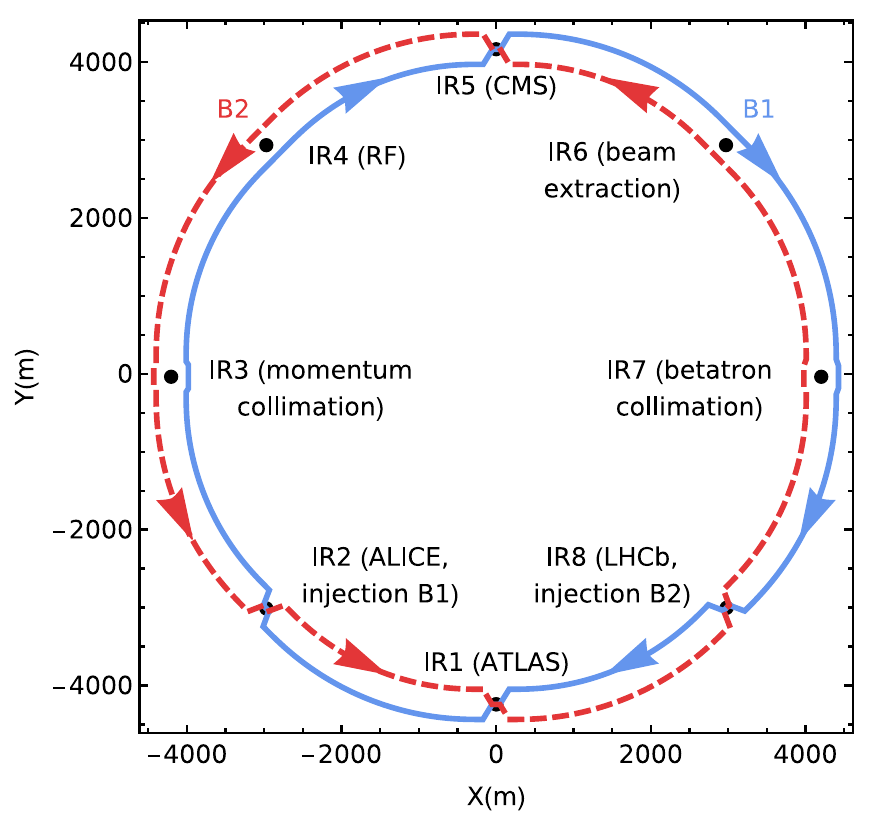 4000
2000
0
−2000
−4000
Y(m)
IR5 (CMS)
B2
B1
IR4 (RF)
IR6 (beam
extraction)
IR3 (momentum
collimation)
IR7 (betatron
collimation)
IR2 (ALICE,
injection B1)
IR8 (LHCb,
injection B2)
IR1 (ATLAS)
−4000
−2000
0
2000
4000
X(m)